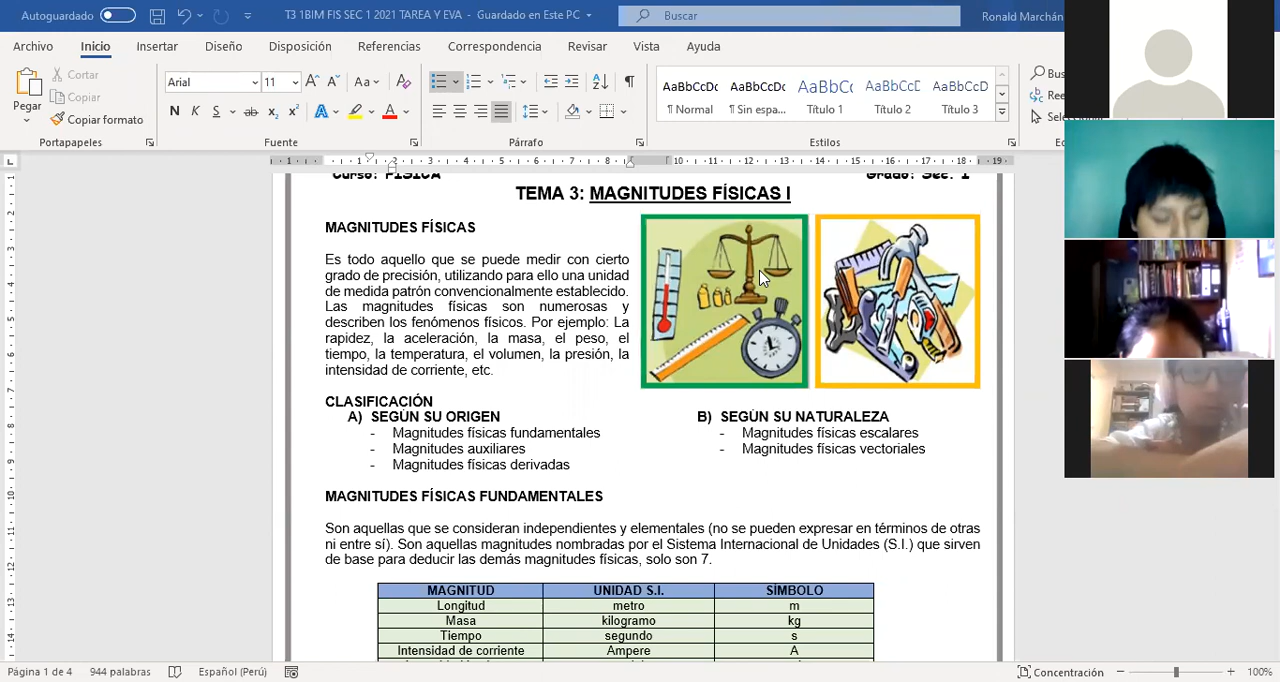 Autoguardado
T3 1BIM FIS SEC 1 2021 TAREA Y EVA - Guardado en Este PC
Buscar
Ronald Marchán
Archivo Inicio Insertar Diseño Disposición Referencias Correspondencia Revisar Vista Ayuda
Pegar
Cortar
Copiar
Copiar formato
Portapapeles
Arial 11
Aa
N K S ab x₂ x²
A A
Fuente
Párrafo
AaBbCcDc AaBbCcDc AaBbCc AaBbCcD AaBbCcD
¶ Normal ¶ Sin espa... Título 1 Título 2 Título 3
Estilos
Curso: FÍSICA Grado: Sec. 1
TEMA 3: MAGNITUDES FÍSICAS I
MAGNITUDES FÍSICAS
Es todo aquello que se puede medir con cierto
grado de precisión, utilizando para ello una unidad
de medida patrón convencionalmente establecido.
Las magnitudes físicas son numerosas y
describen los fenómenos físicos. Por ejemplo: La
rapidez, la aceleración, la masa, el peso, el
tiempo, la temperatura, el volumen, la presión, la
intensidad de corriente, etc.
CLASIFICACIÓN
A) SEGÚN SU ORIGEN
- Magnitudes físicas fundamentales
- Magnitudes auxiliares
- Magnitudes físicas derivadas
B) SEGÚN SU NATURALEZA
- Magnitudes físicas escalares
- Magnitudes físicas vectoriales
MAGNITUDES FÍSICAS FUNDAMENTALES
Son aquellas que se consideran independientes y elementales (no se pueden expresar en términos de otras
ni entre sí). Son aquellas magnitudes nombradas por el Sistema Internacional de Unidades (S.I.) que sirven
de base para deducir las demás magnitudes físicas, solo son 7.
MAGNITUD UNIDAD S.I. SÍMBOLO
Longitud metro m
Masa kilogramo kg
Tiempo segundo s
Intensidad de corriente Ampere A
Página 1 de 4 944 palabras Español (Perú) Concentración 100%